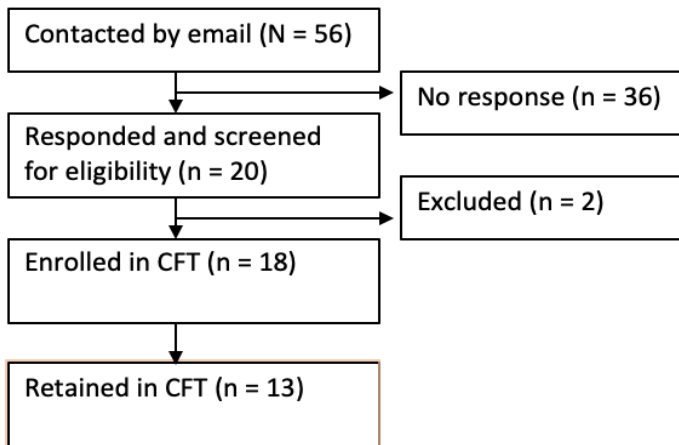 Contacted by email (N = 56)
No response (n = 36)
Responded and screened
for eligibility (n = 20)
Excluded (n = 2)
Enrolled in CFT (n = 18)
Retained in CFT (n = 13)